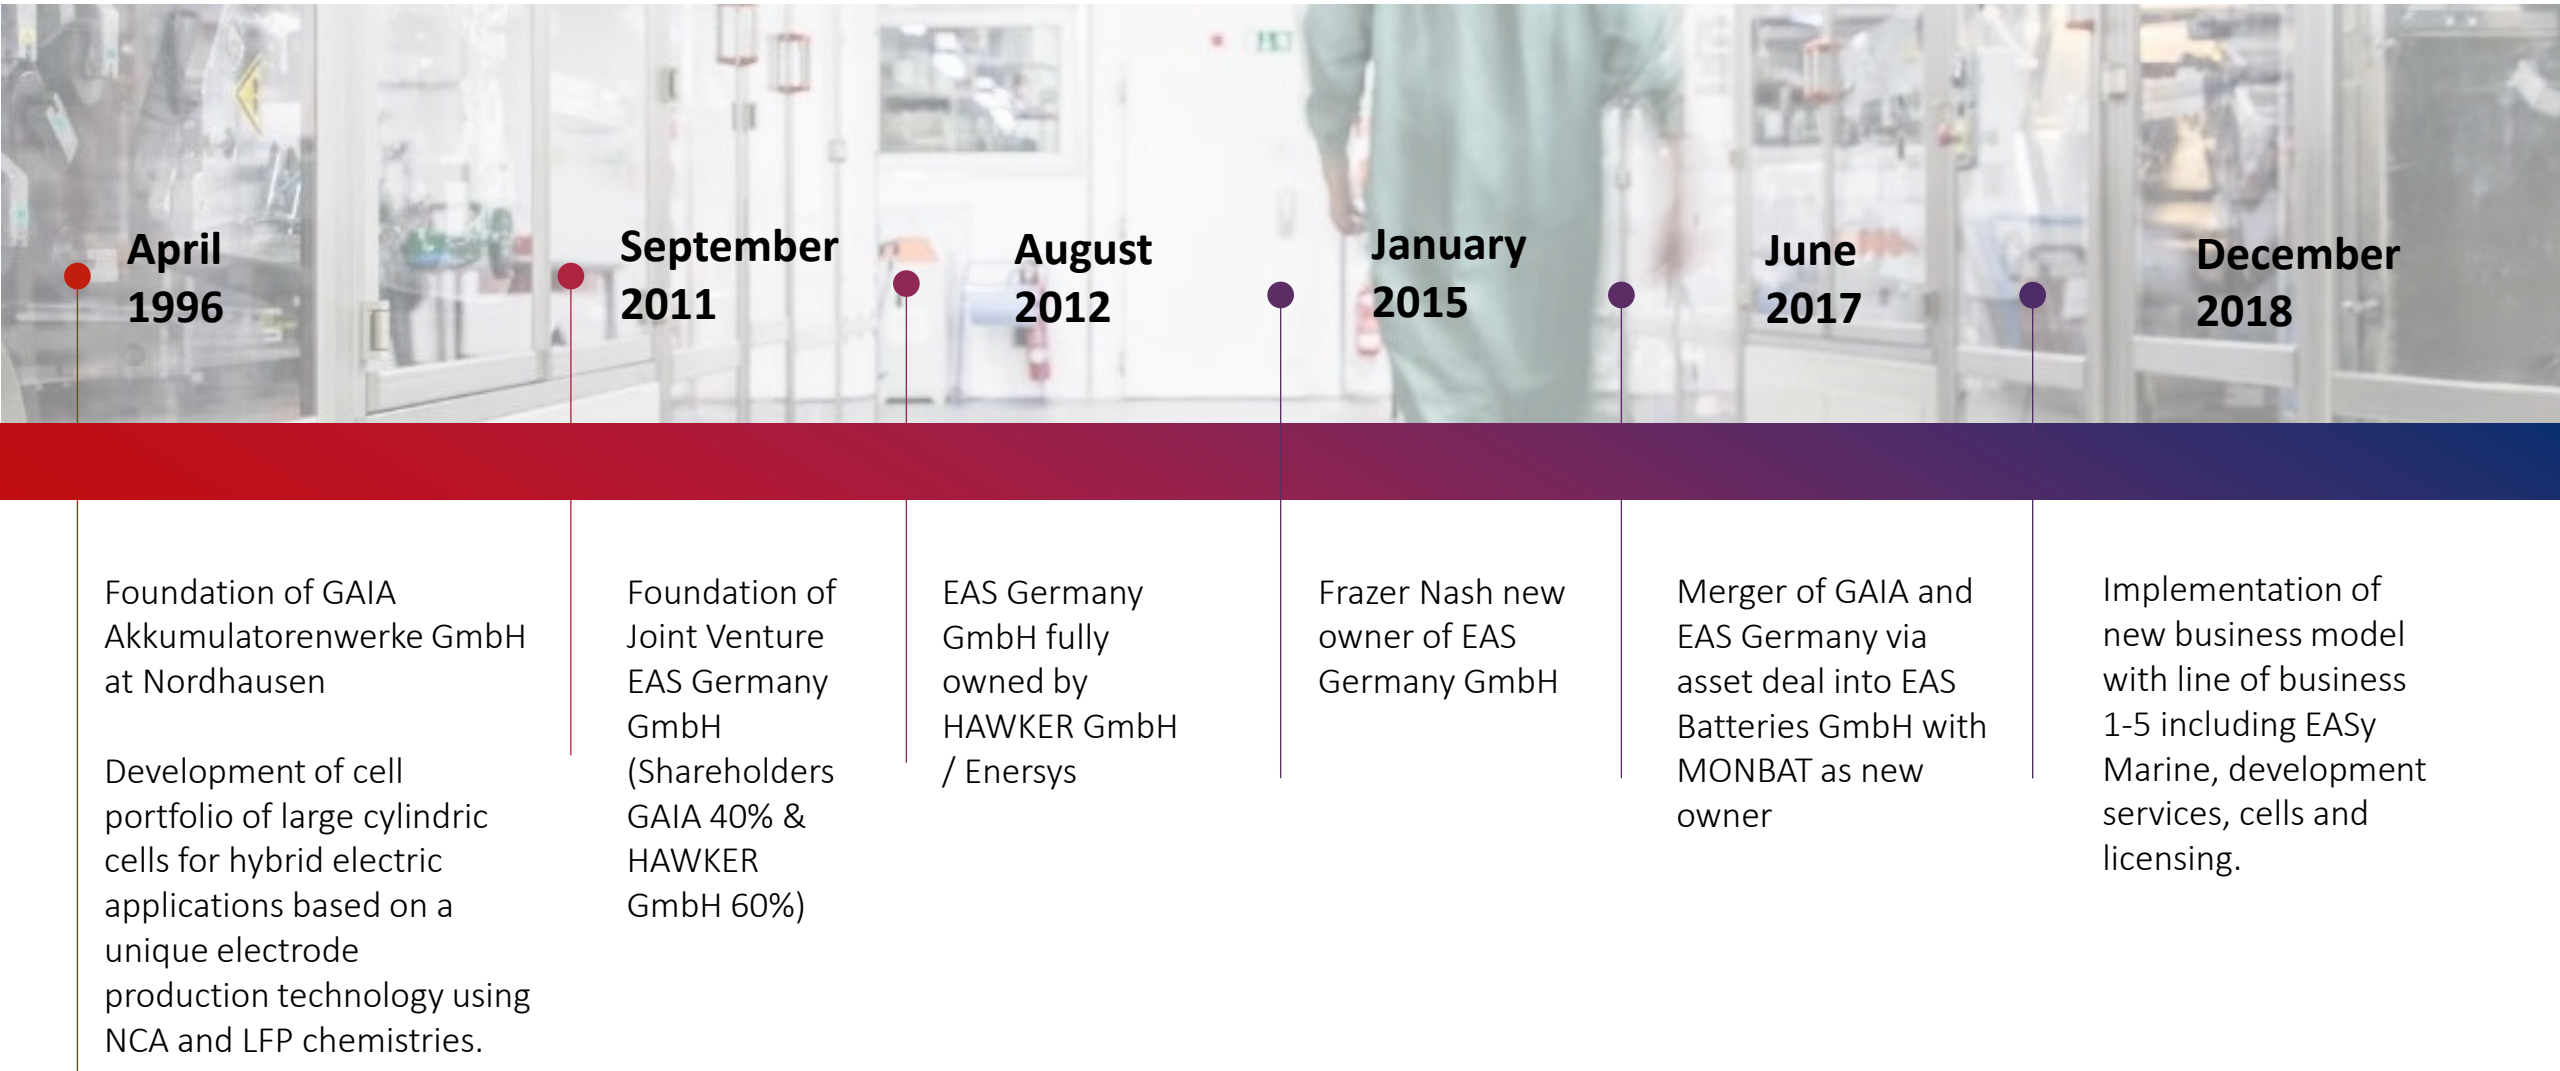 April
1996
September
2011
August
2012
January
2015
June
2017
December
2018
Foundation of GAIA
Akkumulatorenwerke GmbH
at Nordhausen
Development of cell
portfolio of large cylindric
cells for hybrid electric
applications based on a
unique electrode
production technology using
NCA and LFP chemistries.
Foundation of
Joint Venture
EAS Germany
GmbH
(Shareholders
GAIA 40% &
HAWKER
GmbH 60%)
EAS Germany
GmbH fully
owned by
HAWKER GmbH
/ Enersys
Frazer Nash new
owner of EAS
Germany GmbH
Merger of GAIA and
EAS Germany via
asset deal into EAS
Batteries GmbH with
MONBAT as new
owner
Implementation of
new business model
with line of business
1-5 including EASy
Marine, development
services, cells and
licensing.